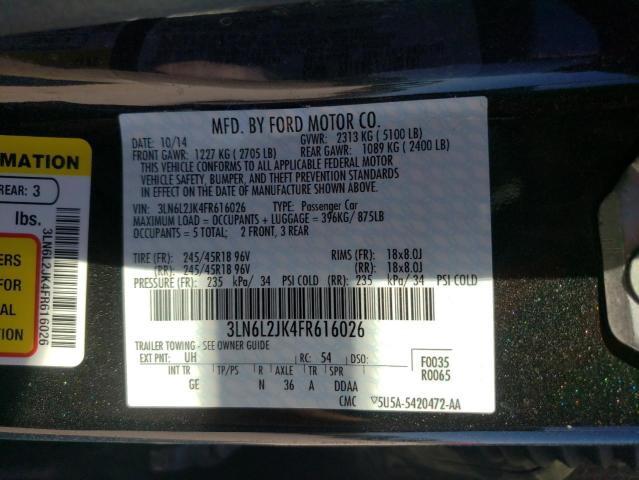 MFD. BY FORD MOTOR CO.
DATE: 10/14 GVWR: 2313 KG ( 5100 LB)
FRONT GAWR: 1227 KG ( 2705 LB) REAR GAWR: 1089 KG ( 2400 LB)
THIS VEHICLE CONFORMS TO ALL APPLICABLE FEDERAL MOTOR
VEHICLE SAFETY, BUMPER, AND THEFT PREVENTION STANDARDS
IN EFFECT ON THE DATE OF MANUFACTURE SHOWN ABOVE.
VIN: 3LN6L2JK4FR616026 TYPE: Passenger Car
MAXIMUM LOAD = OCCUPANTS + LUGGAGE = 396KG/ 875LB
OCCUPANTS = 5 TOTAL; 2 FRONT, 3 REAR
TIRE (FR): 245/45R18 96V RIMS (FR): 18x8.0J
(RR): 245/45R18 96V (RR): 18x8.0J
PRESSURE (FR): 235 kPa/ 34 PSI COLD (RR): 235 kPa/ 34 PSI COLD
3LN6L2JK4FR616026
TRAILER TOWING - SEE OWNER GUIDE
EXT PNT: UH RC: 54 DSO: F0035
R0065
INT TR TP/PS R AXLE TR SPR
GE N 36 A DDAA
CMC 5U5A-5420472-AA
RMATION
REAR: 3
lbs.
ERS
TO
AL
ON
3LN6L2JK4FR616026